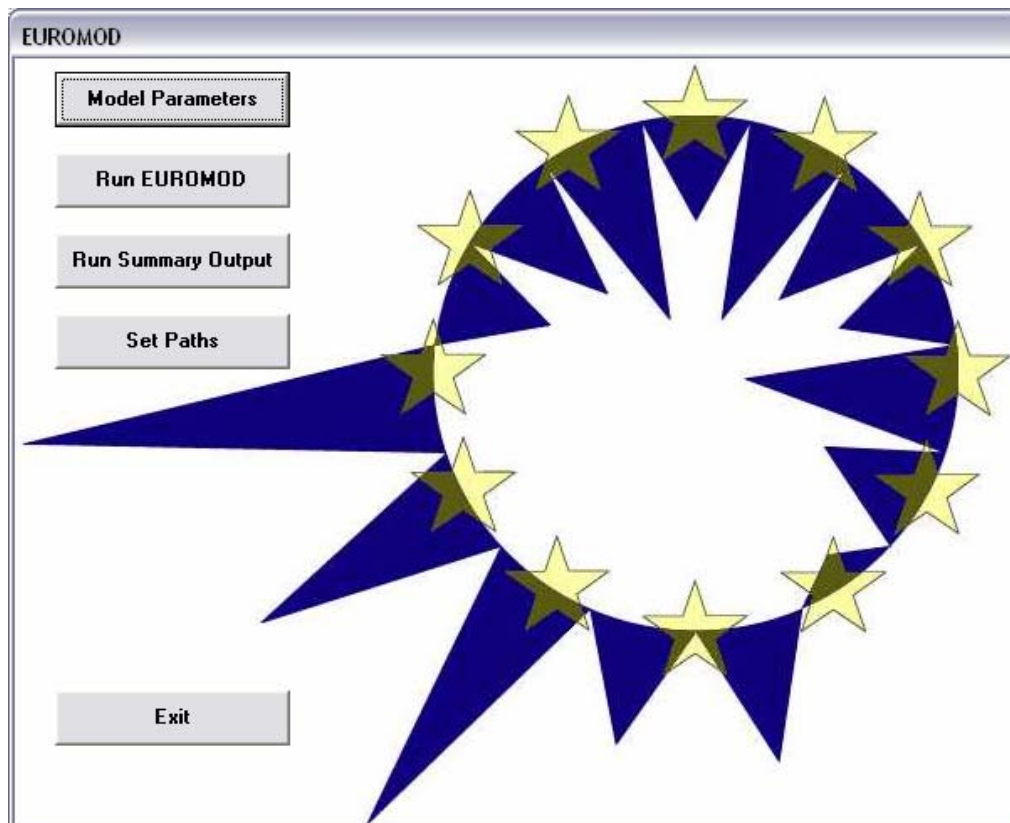 EUROMOD
Model Parameters
Run EUROMOD
Run Summary Output
Set Paths
Exit